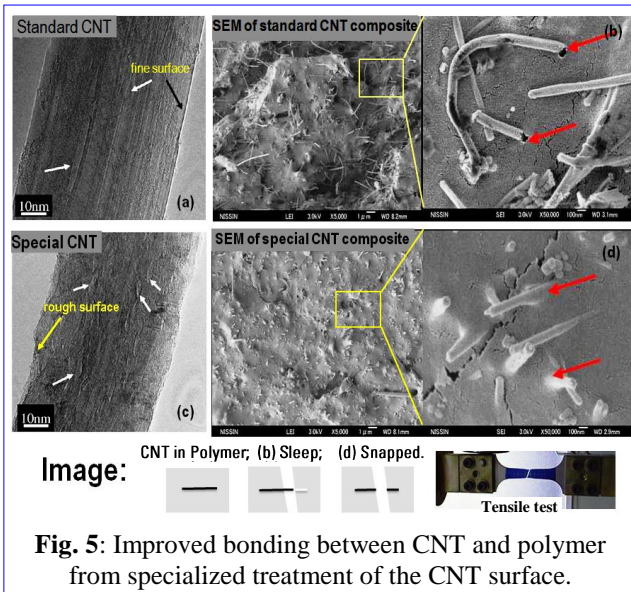 Standard CNT
fine surface
10nm
(a)
SEM of standard CNT composite
NISSIN LEI 3.0kV X5,000 1μm WD 8.2mm
(b)
NISSIN SEI 3.0kV X50,000 100nm WD 3.1mm
Special CNT
rough surface
10nm
(c)
SEM of special CNT composite
NISSIN LEI 3.0kV X5,000 1μm WD 8.1mm
(d)
NISSIN SEI 3.0kV X50,000 100nm WD 2.9mm
Image:
CNT in Polymer; (b) Sleep; (d) Snapped.
Tensile test
Fig. 5: Improved bonding between CNT and polymer
from specialized treatment of the CNT surface.